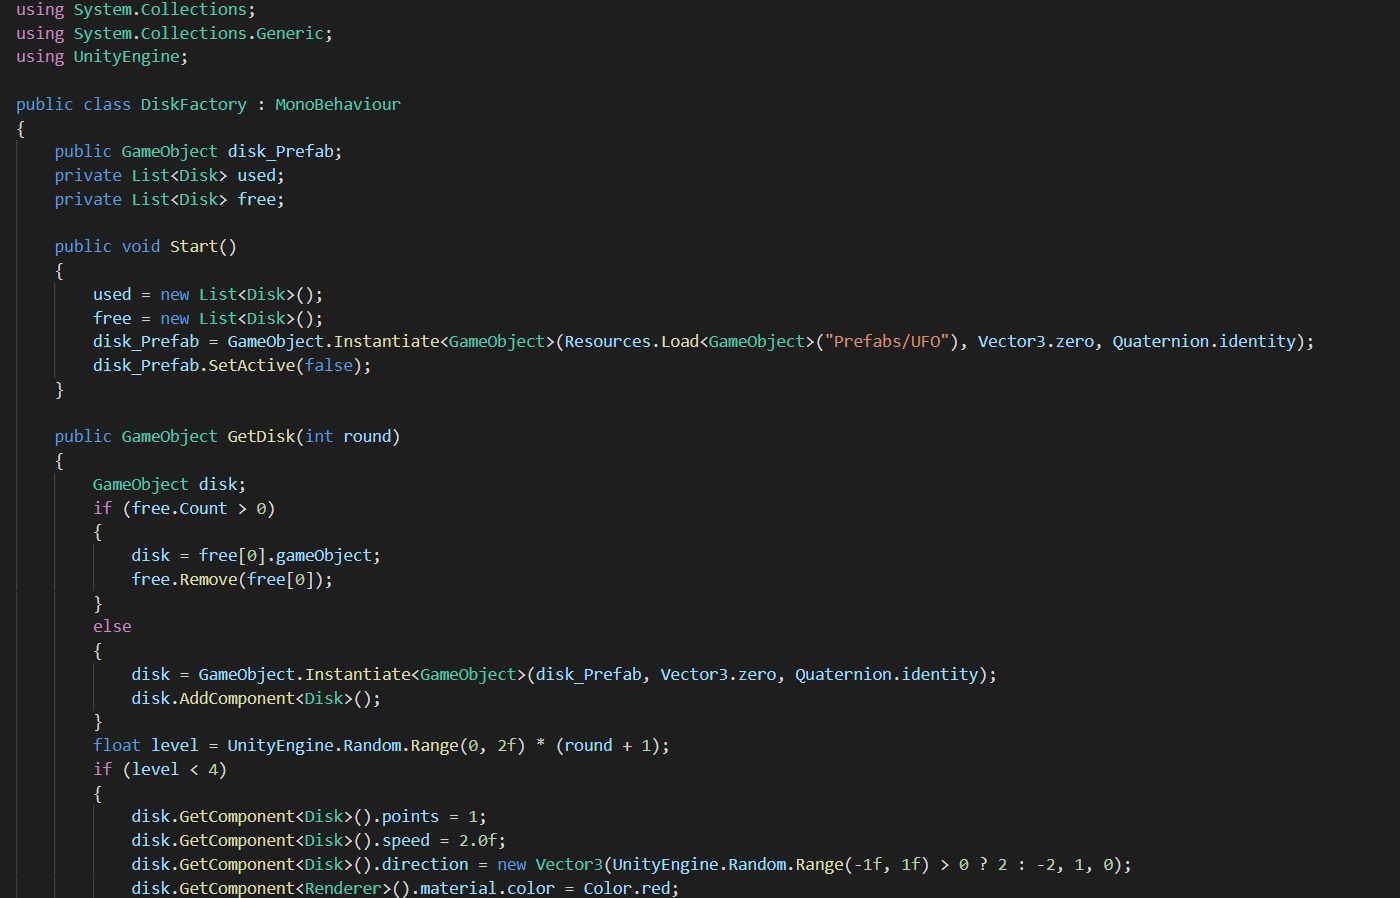 using System.Collections;
using System.Collections.Generic;
using UnityEngine;

public class DiskFactory : MonoBehaviour
{
    public GameObject disk_Prefab;
    private List<Disk> used;
    private List<Disk> free;

    public void Start()
    {
        used = new List<Disk>();
        free = new List<Disk>();
        disk_Prefab = GameObject.Instantiate<GameObject>(Resources.Load<GameObject>("Prefabs/UFO"), Vector3.zero, Quaternion.identity);
        disk_Prefab.SetActive(false);
    }

    public GameObject GetDisk(int round)
    {
        GameObject disk;
        if (free.Count > 0)
        {
            disk = free[0].gameObject;
            free.Remove(free[0]);
        }
        else
        {
            disk = GameObject.Instantiate<GameObject>(disk_Prefab, Vector3.zero, Quaternion.identity);
            disk.AddComponent<Disk>();
        }
        float level = UnityEngine.Random.Range(0, 2f) * (round + 1);
        if (level < 4)
        {
            disk.GetComponent<Disk>().points = 1;
            disk.GetComponent<Disk>().speed = 2.0f;
            disk.GetComponent<Disk>().direction = new Vector3(UnityEngine.Random.Range(-1f, 1f) > 0 ? 2 : -2, 1, 0);
            disk.GetComponent<Renderer>().material.color = Color.red;